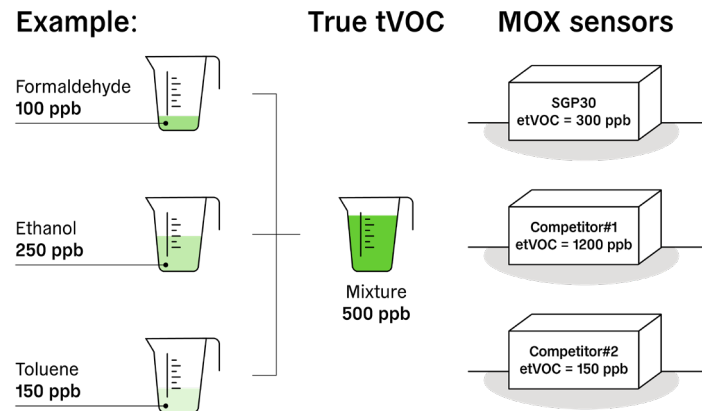 Example:
True tVOC
MOX sensors
Formaldehyde
100 ppb
Ethanol
250 ppb
Toluene
150 ppb
Mixture
500 ppb
SGP30
etVOC = 300 ppb
Competitor#1
etVOC = 1200 ppb
Competitor#2
etVOC = 150 ppb